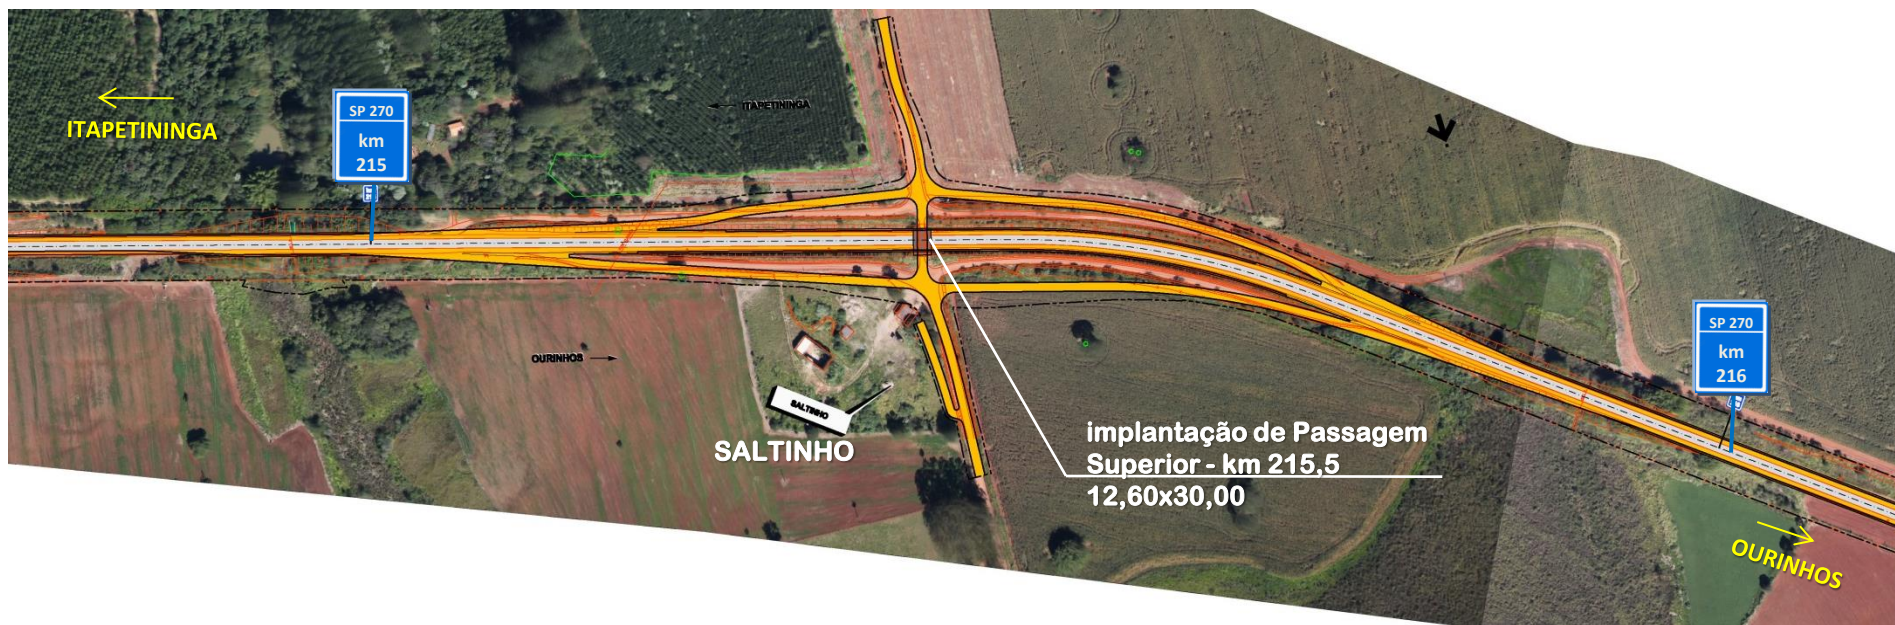 ITAPETININGA
SP 270
km
215
ITAPETININGA
OURINHOS
SALTINHO
SALTINHO
implantação de Passagem
Superior - km 215,5
12,60x30,00
SP 270
km
216
OURINHOS